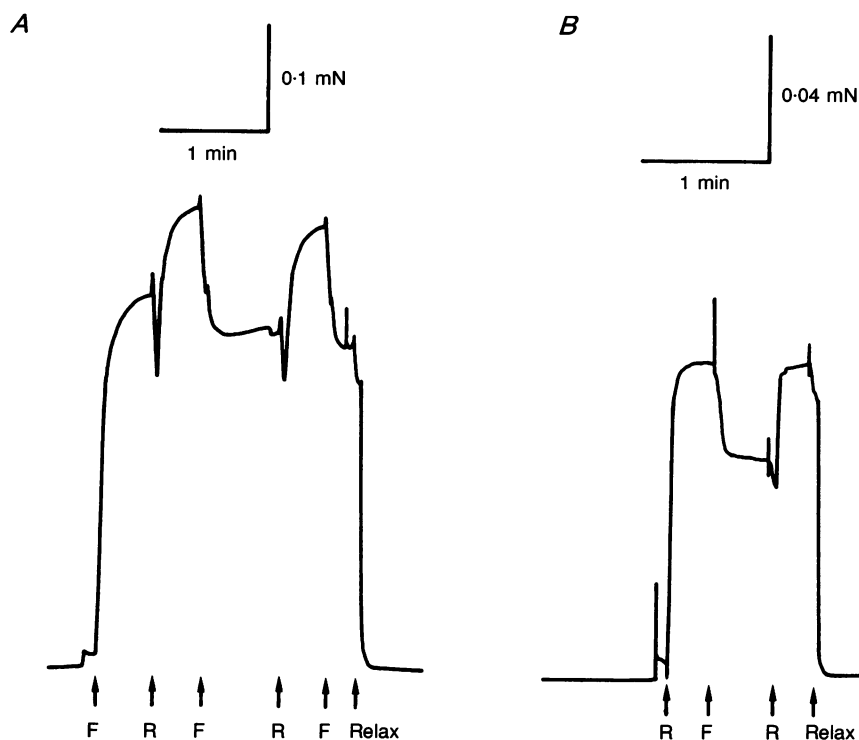 A
0·1 mN
1 min
F R F R F Relax
B
0·04 mN
1 min
R F R Relax